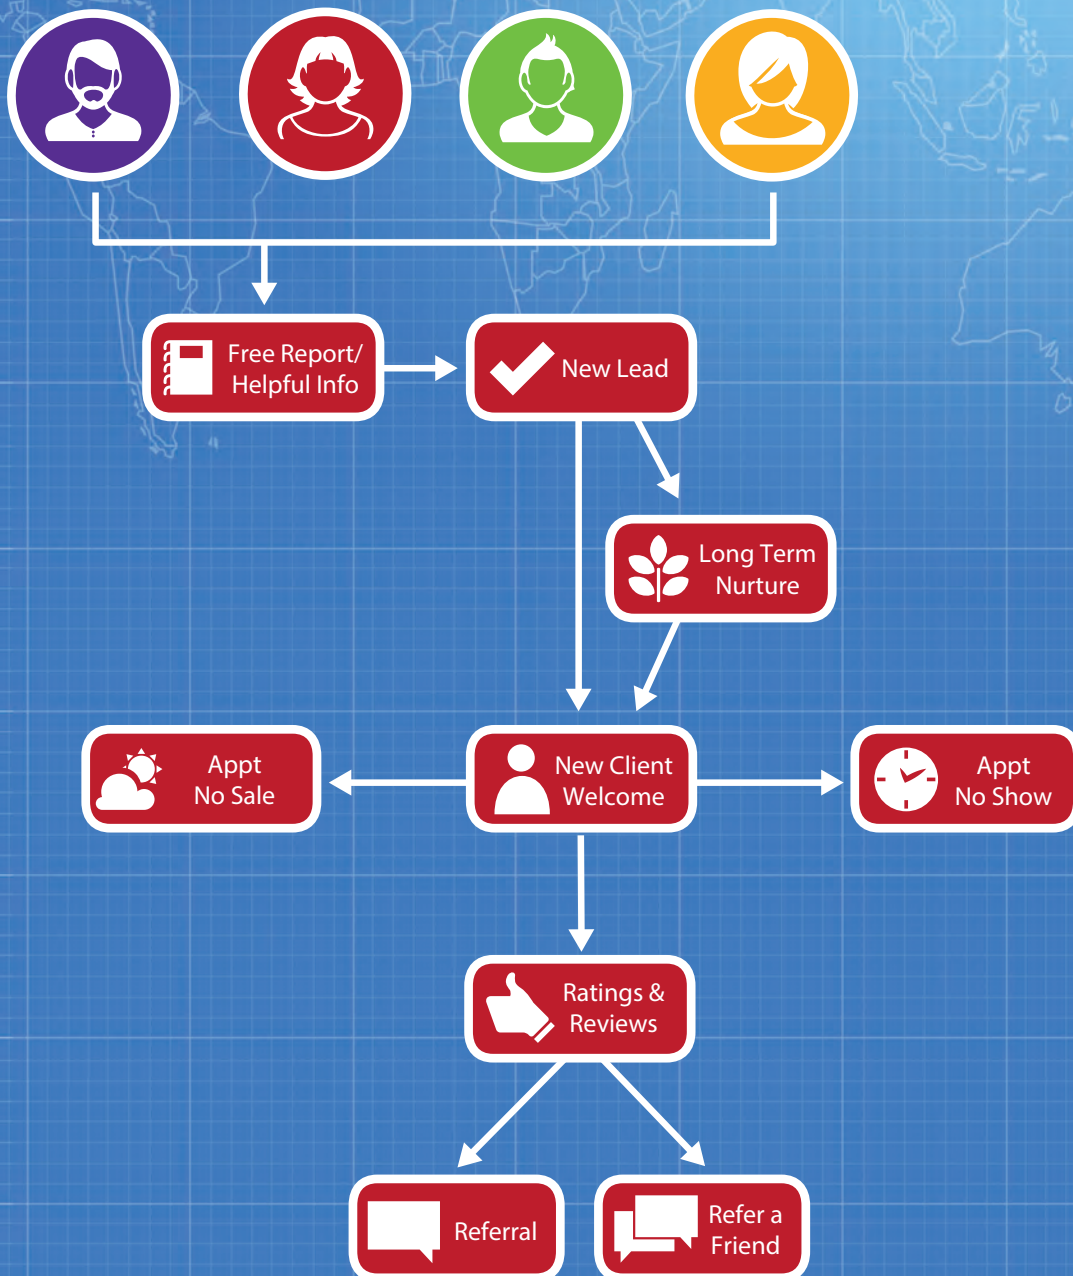 Free Report/
Helpful Info
New Lead
Long Term
Nurture
Appt
No Sale
New Client
Welcome
Appt
No Show
Ratings &
Reviews
Referral
Refer a
Friend